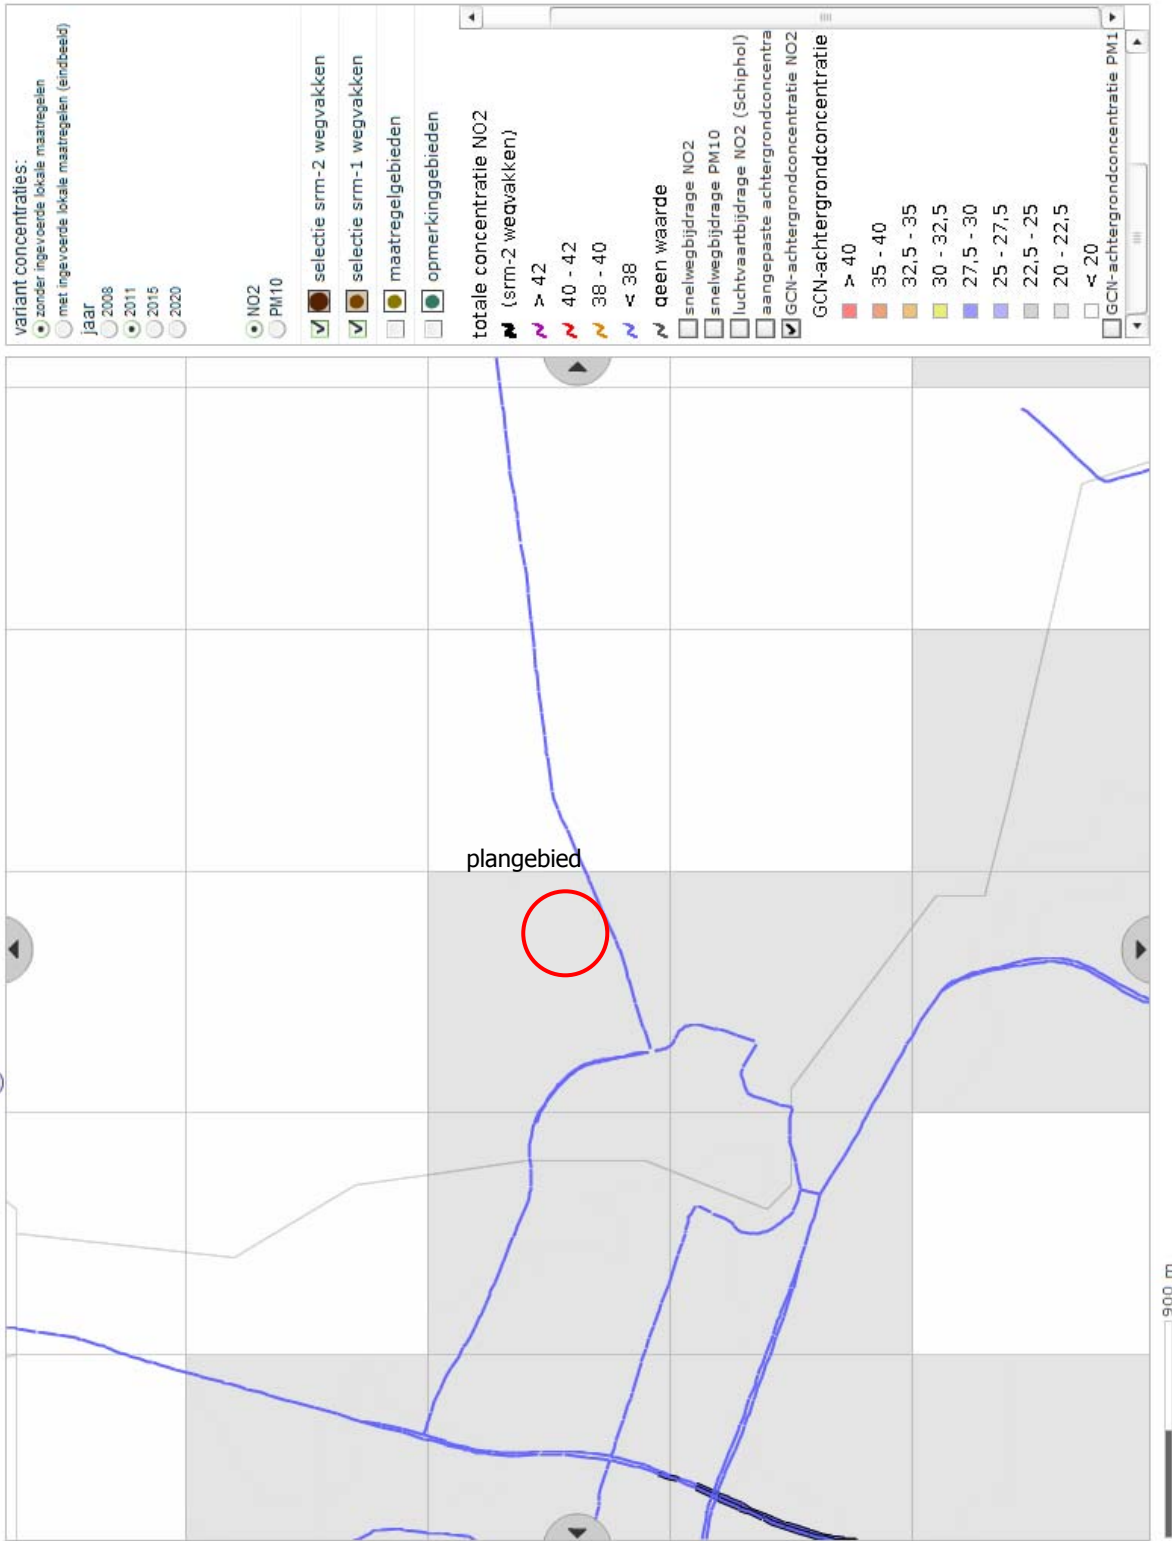 variant concentraties:
zonder ingevoerde lokale maatregelen
met ingevoerde lokale maatregelen (eindbeeld)
jaar
2008
2011
2015
2020
NO2
PM10
selectie srm-2 wegvakken
selectie srm-1 wegvakken
maatregelgebieden
opmerkinggebieden
totale concentratie NO2
(srm-2 wegvakken)
> 42
40 - 42
38 - 40
< 38
geen waarde
snelwegbijdrage NO2
snelwegbijdrage PM10
luchtvaartbijdrage NO2 (Schiphol)
aangepaste achtergrondconcentra
GCN-achtergrondconcentratie NO2
GCN-achtergrondconcentratie
> 40
35 - 40
32,5 - 35
30 - 32,5
27,5 - 30
25 - 27,5
22,5 - 25
20 - 22,5
< 20
GCN-achtergrondconcentratie PM1
plangebied
900 m